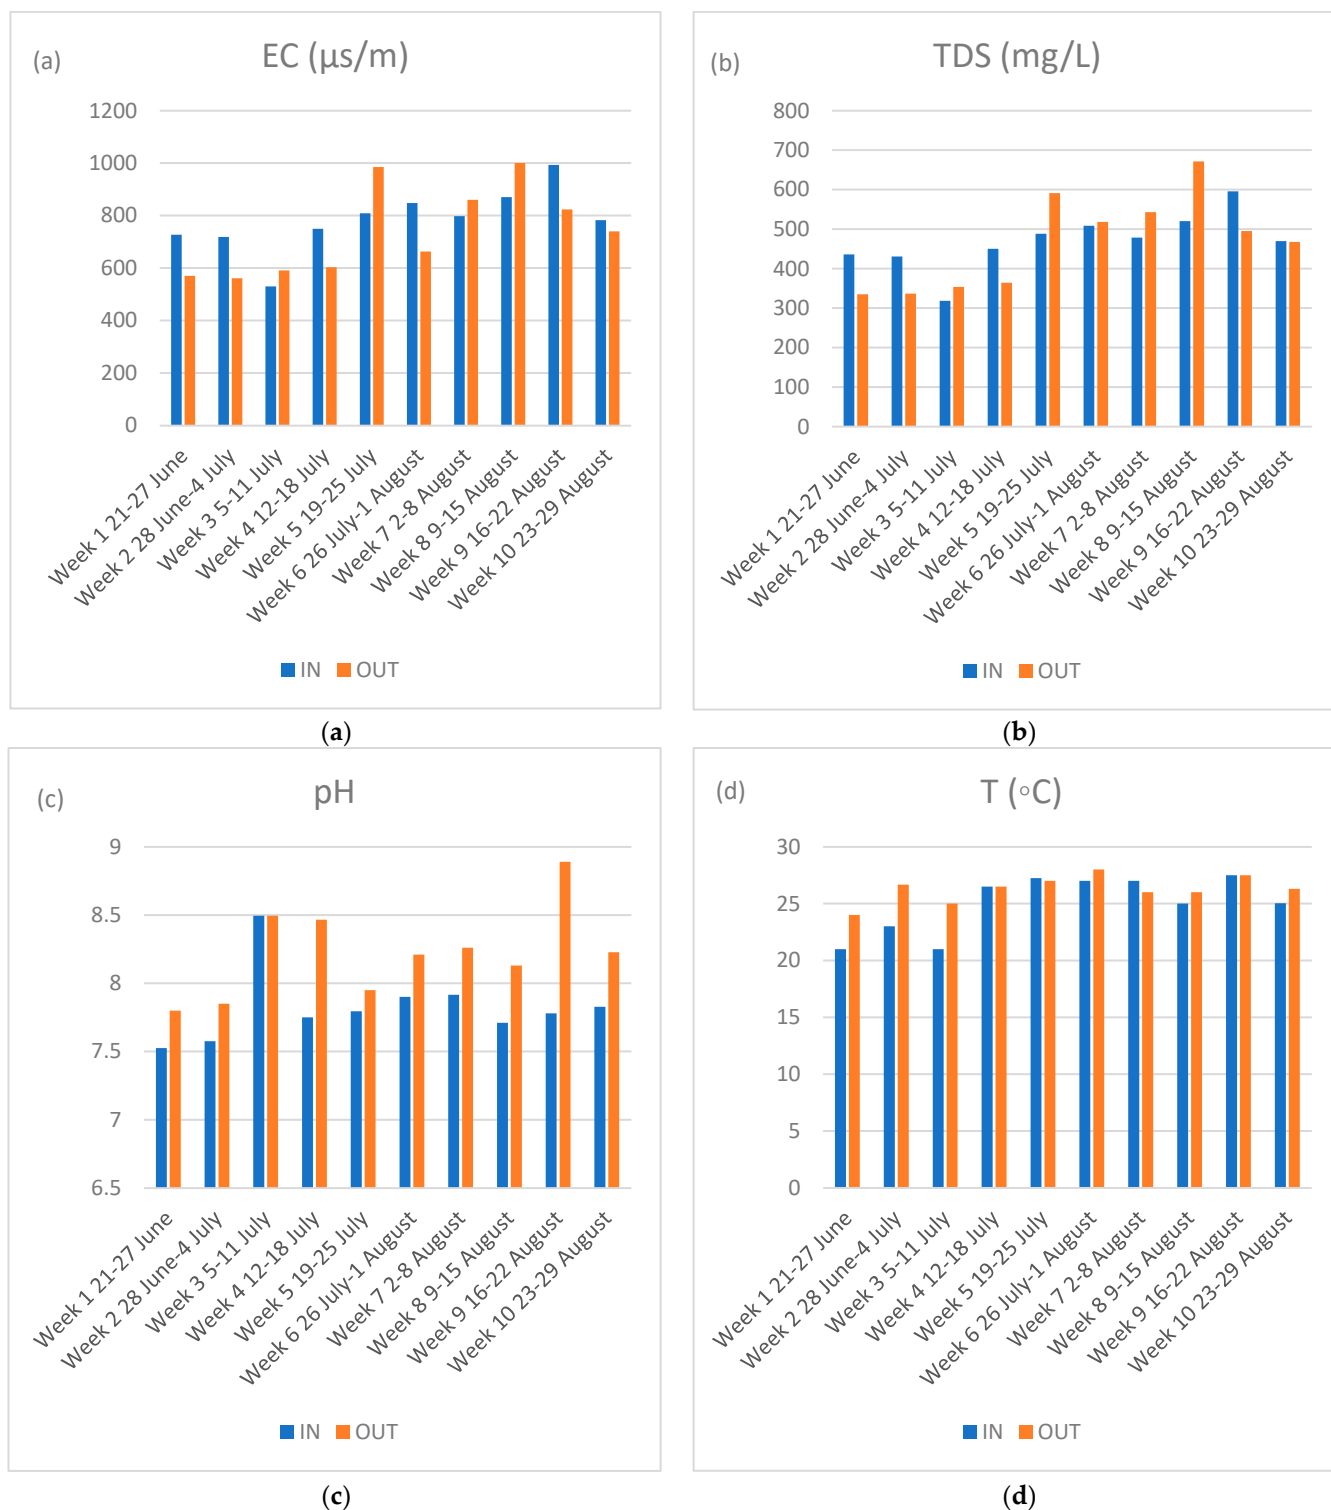 (a)
EC (μs/m)
1200
1000
800
600
400
200
0
Week 1 21-27 June
Week 2 28 June-4 July
Week 3 5-11 July
Week 4 12-18 July
Week 5 19-25 July
Week 6 26 July-1 August
Week 7 2-8 August
Week 8 9-15 August
Week 9 16-22 August
Week 10 23-29 August
IN OUT
(a)
(b)
TDS (mg/L)
800
700
600
500
400
300
200
100
0
Week 1 21-27 June
Week 2 28 June-4 July
Week 3 5-11 July
Week 4 12-18 July
Week 5 19-25 July
Week 6 26 July-1 August
Week 7 2-8 August
Week 8 9-15 August
Week 9 16-22 August
Week 10 23-29 August
IN OUT
(b)
(c)
pH
9
8.5
8
7.5
7
6.5
Week 1 21-27 June
Week 2 28 June-4 July
Week 3 5-11 July
Week 4 12-18 July
Week 5 19-25 July
Week 6 26 July-1 August
Week 7 2-8 August
Week 8 9-15 August
Week 9 16-22 August
Week 10 23-29 August
IN OUT
(c)
(d)
T (◦C)
30
25
20
15
10
5
0
Week 1 21-27 June
Week 2 28 June-4 July
Week 3 5-11 July
Week 4 12-18 July
Week 5 19-25 July
Week 6 26 July-1 August
Week 7 2-8 August
Week 8 9-15 August
Week 9 16-22 August
Week 10 23-29 August
IN OUT
(d)